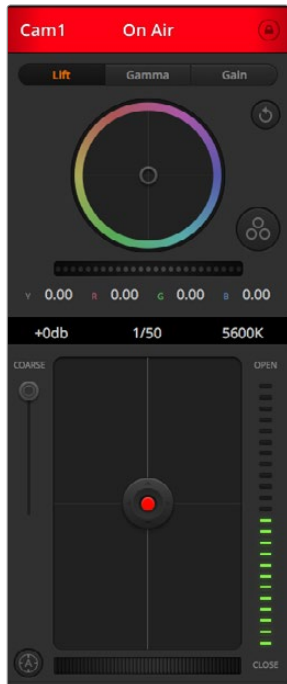 Cam1 On Air
Lift Gamma Gain
Y 0.00 R 0.00 G 0.00 B 0.00
+0db 1/50 5600K
COARSE OPEN
A CLOSE